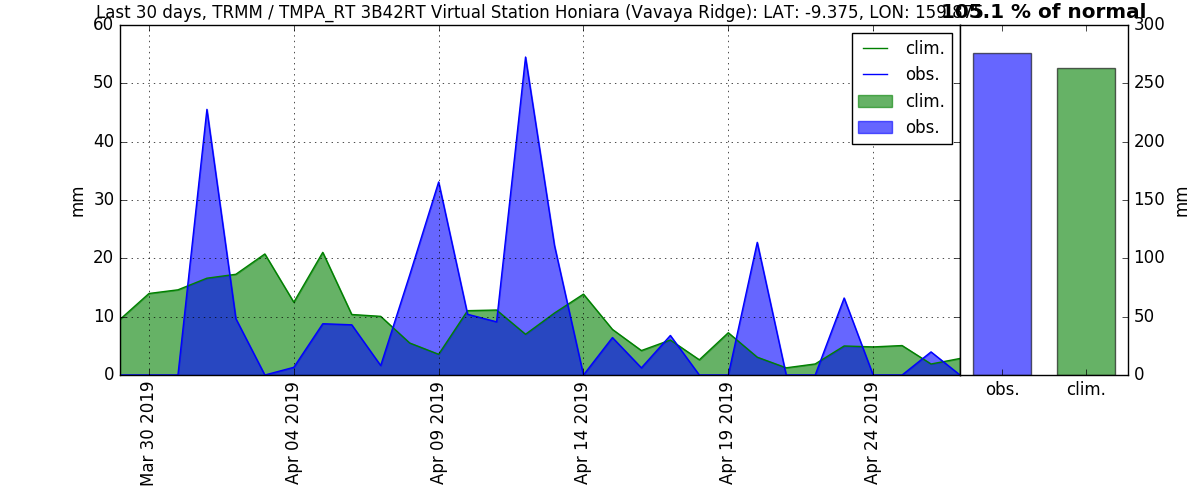 Last 30 days, TRMM / TMPA_RT 3B42RT Virtual Station Honiara (Vavaya Ridge): LAT: -9.375, LON:
105.1 % of normal
60
50
40
30
20
10
0
mm
clim.
obs.
clim.
obs.
300
250
200
150
100
50
0
mm
obs.
clim.
Mar 30 2019
Apr 04 2019
Apr 09 2019
Apr 14 2019
Apr 19 2019
Apr 24 2019